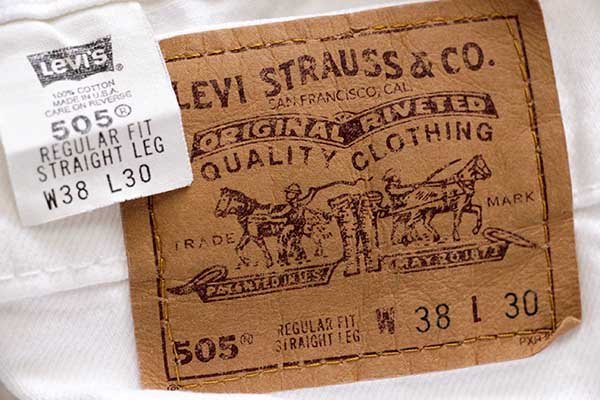 Levi's
100% COTTON
MADE IN U.S.A.
CARE ON REVERSE
505®
REGULAR FIT
STRAIGHT LEG
W38 L30
LEVI STRAUSS & CO.
SAN FRANCISCO, CAL.
ORIGINAL RIVETED
QUALITY CLOTHING
TRADE MARK
PATENTED IN U.S. MAY 20 1873
505® REGULAR FIT
STRAIGHT LEG
W 38 L 30